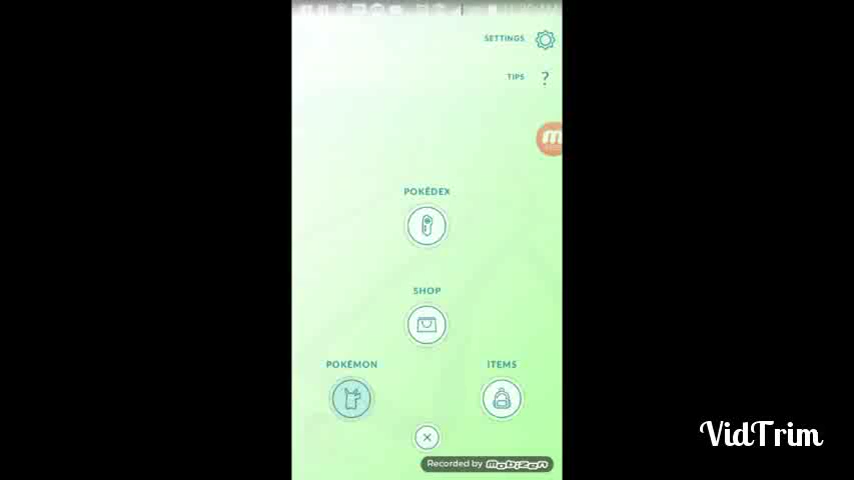 SETTINGS
TIPS ?
m
POKÉDEX
SHOP
POKÉMON
ITEMS
Recorded by mobizen
VidTrim